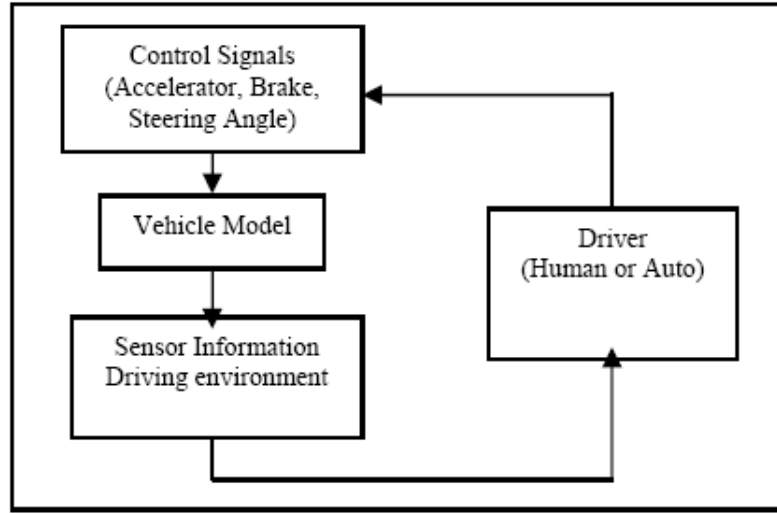 Control Signals
(Accelerator, Brake,
Steering Angle)
Vehicle Model
Driver
(Human or Auto)
Sensor Information
Driving environment